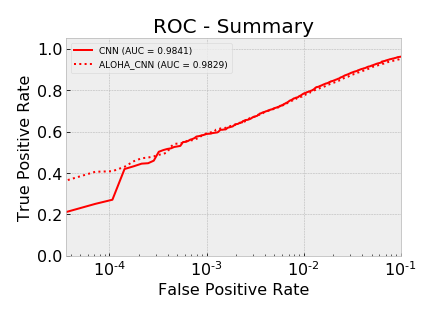 ROC - Summary
CNN (AUC = 0.9841)
ALOHA_CNN (AUC = 0.9829)
True Positive Rate
1.0
0.8
0.6
0.4
0.2
0.0
10⁻⁴ 10⁻³ 10⁻² 10⁻¹
False Positive Rate